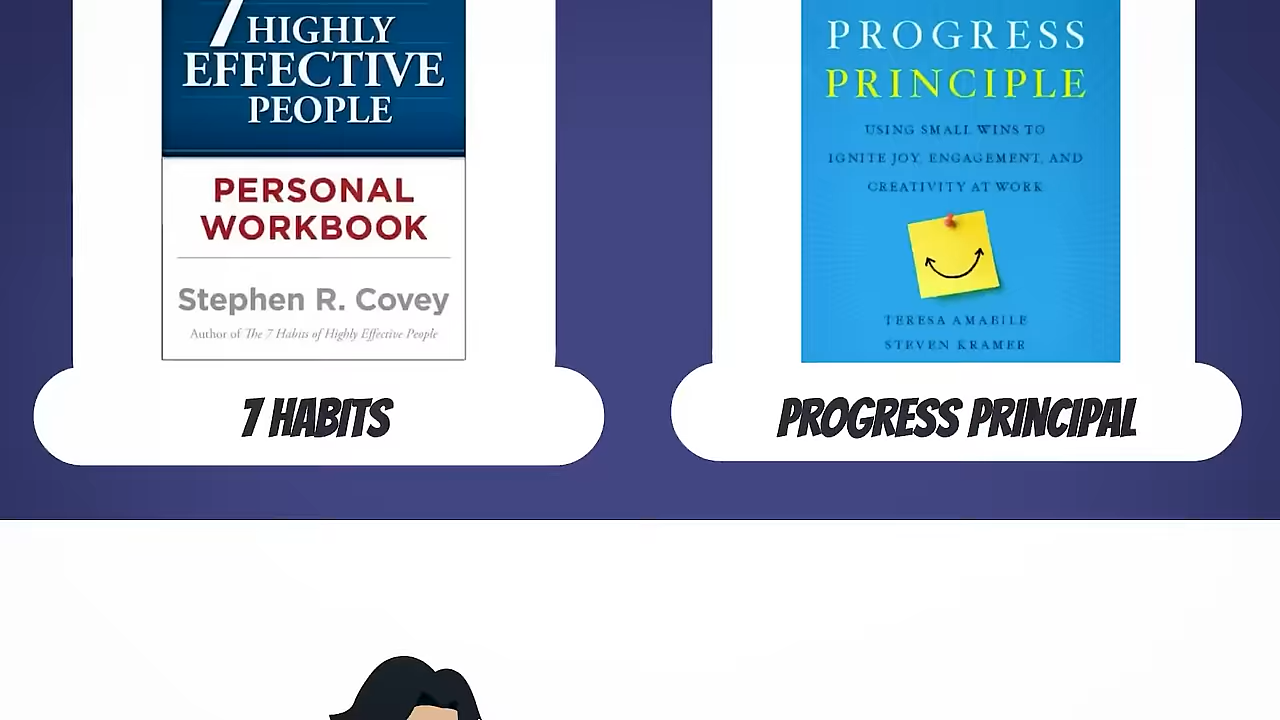 7 HIGHLY
EFFECTIVE
PEOPLE
PERSONAL
WORKBOOK
Stephen R. Covey
Author of The 7 Habits of Highly Effective People
7 HABITS
PROGRESS
PRINCIPLE
USING SMALL WINS TO
IGNITE JOY, ENGAGEMENT, AND
CREATIVITY AT WORK
TERESA AMABILE
STEVEN KRAMER
PROGRESS PRINCIPAL